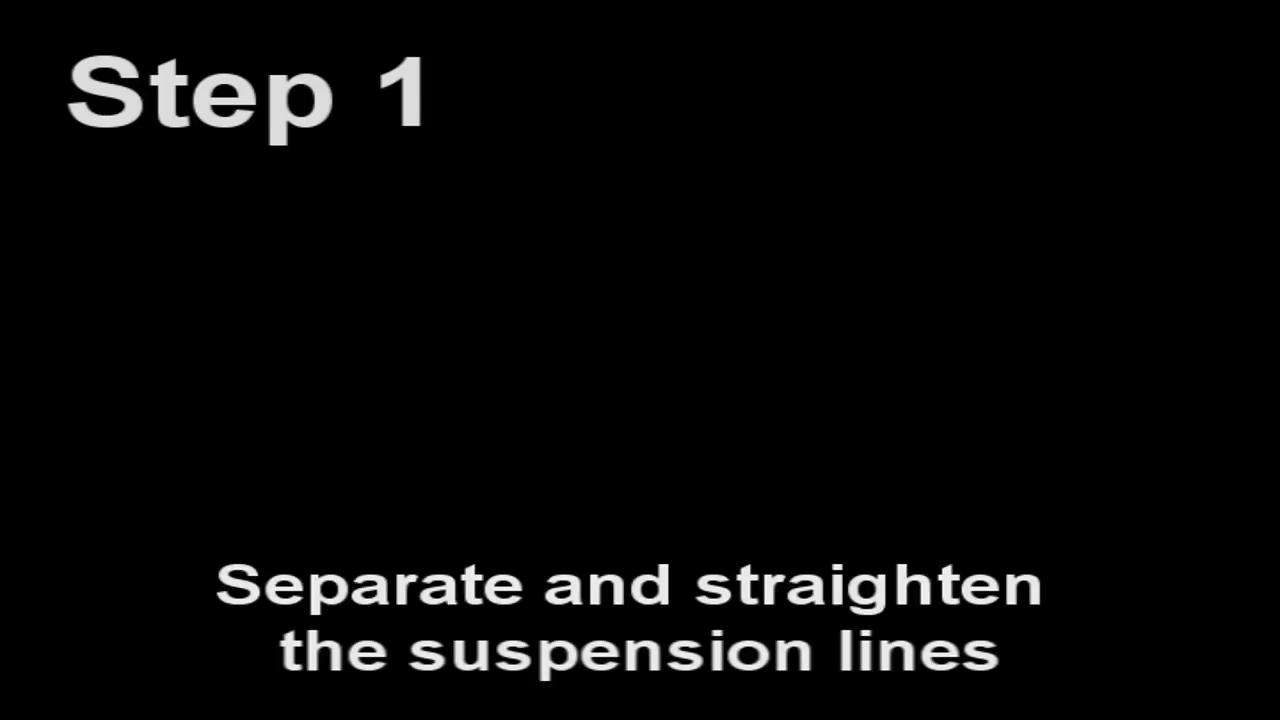 Step 1
Separate and straighten
the suspension lines